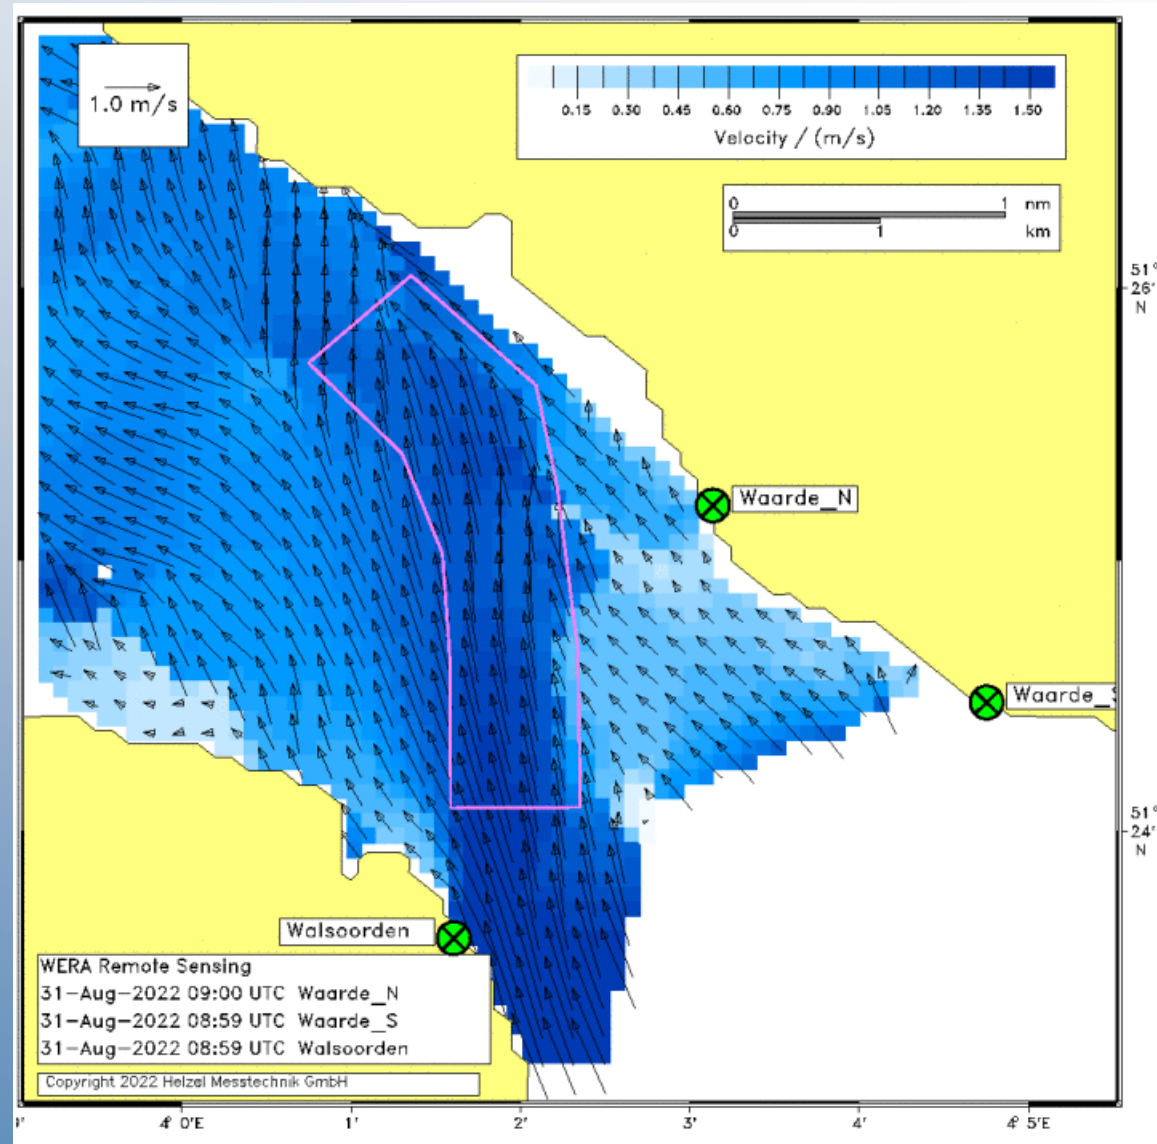 1.0 m/s
0.15 0.30 0.45 0.60 0.75 0.90 1.05 1.20 1.35 1.50
Velocity / (m/s)
0 1 nm
0 1 km
51°
26'
N
Waarde_N
Waarde_S
51°
24'
N
Walsoorden
WERA Remote Sensing
31-Aug-2022 09:00 UTC Waarde_N
31-Aug-2022 08:59 UTC Waarde_S
31-Aug-2022 08:59 UTC Walsoorden
Copyright 2022 Helzel Messtechnik GmbH
4° 0'E 1' 2' 3' 4' 4° 5'E